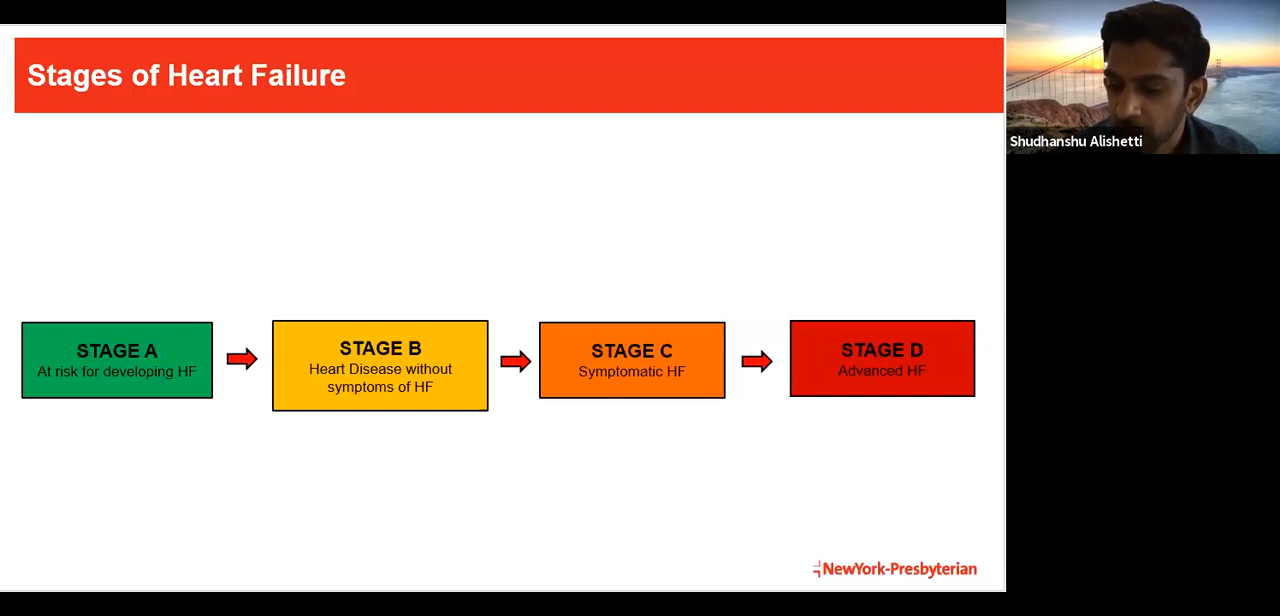 Stages of Heart Failure
Shudhanshu Alishetti
STAGE A
At risk for developing HF
STAGE B
Heart Disease without
symptoms of HF
STAGE C
Symptomatic HF
STAGE D
Advanced HF
NewYork-Presbyterian